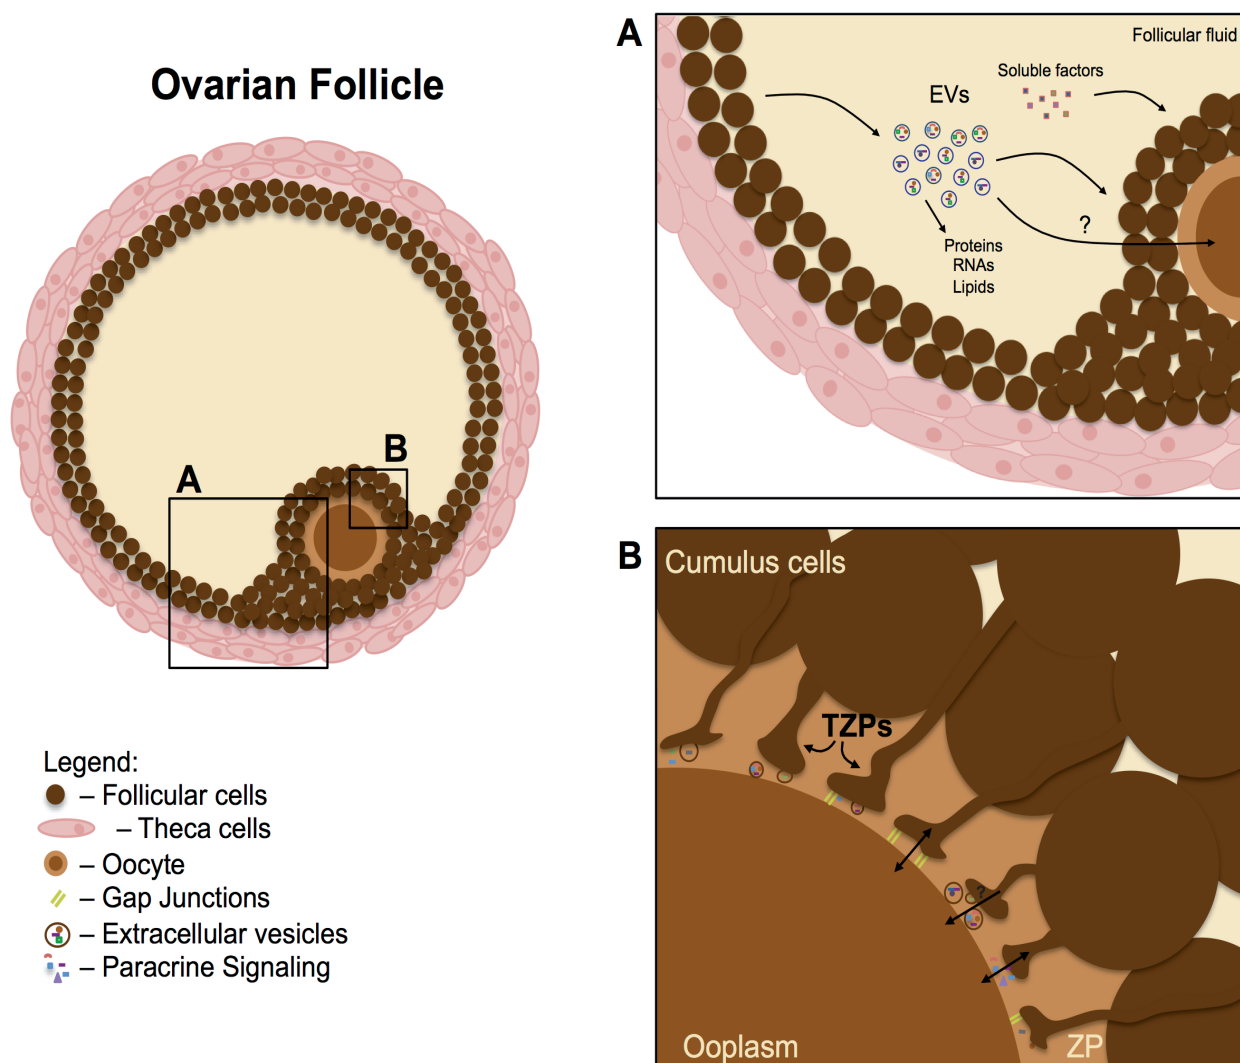 Ovarian Follicle
A
B
Legend:
– Follicular cells
– Theca cells
– Oocyte
– Gap Junctions
– Extracellular vesicles
– Paracrine Signaling
A
Follicular fluid
Soluble factors
EVs
?
Proteins
RNAs
Lipids
B
Cumulus cells
TZPs
?
Ooplasm
ZP